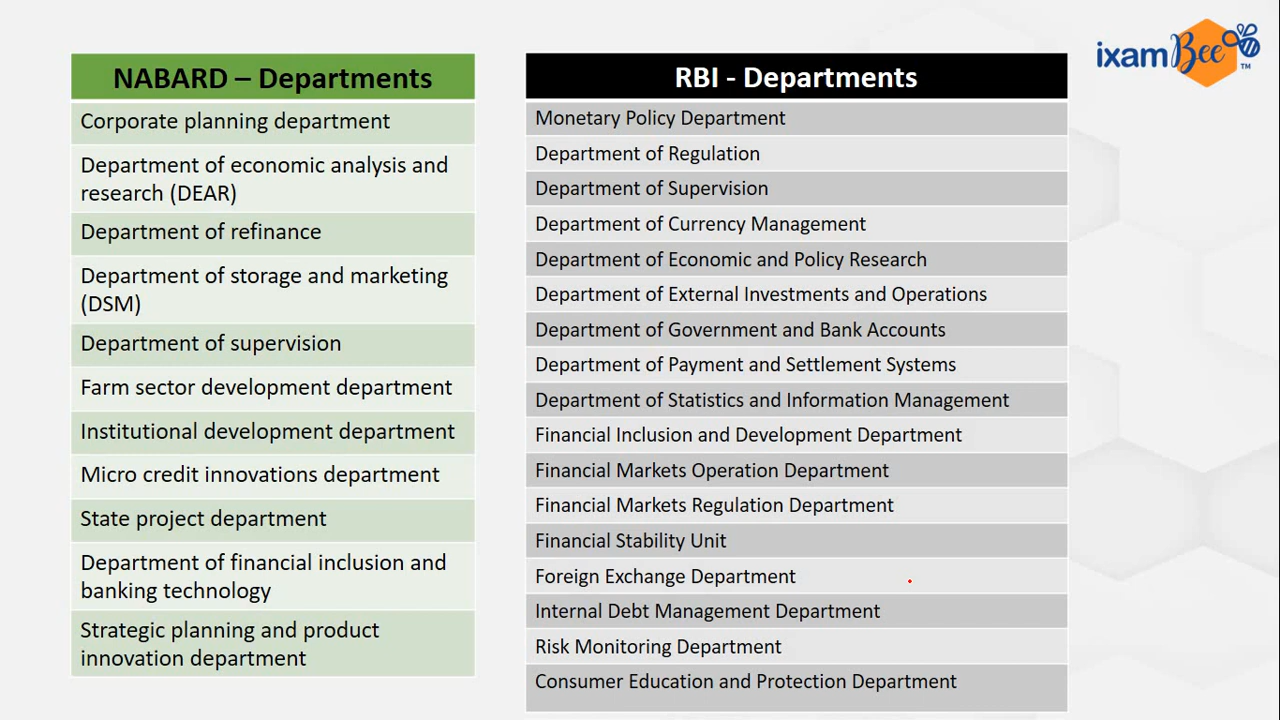 ixamBee™
NABARD – Departments
Corporate planning department
Department of economic analysis and
research (DEAR)
Department of refinance
Department of storage and marketing
(DSM)
Department of supervision
Farm sector development department
Institutional development department
Micro credit innovations department
State project department
Department of financial inclusion and
banking technology
Strategic planning and product
innovation department
RBI - Departments
Monetary Policy Department
Department of Regulation
Department of Supervision
Department of Currency Management
Department of Economic and Policy Research
Department of External Investments and Operations
Department of Government and Bank Accounts
Department of Payment and Settlement Systems
Department of Statistics and Information Management
Financial Inclusion and Development Department
Financial Markets Operation Department
Financial Markets Regulation Department
Financial Stability Unit
Foreign Exchange Department
Internal Debt Management Department
Risk Monitoring Department
Consumer Education and Protection Department